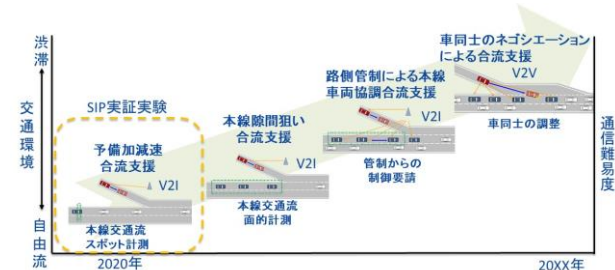 渋滞
交通環境
自由流
SIP実証実験
予備加減速
合流支援
V2I
本線交通流
スポット計測
2020年
本線隙間狙い
合流支援
V2I
本線交通流
面的計測
路側管制による本線
車両協調合流支援
V2I
管制からの
制御要請
車同士のネゴシエーション
による合流支援
V2V
車同士の調整
通信難易度
20XX年